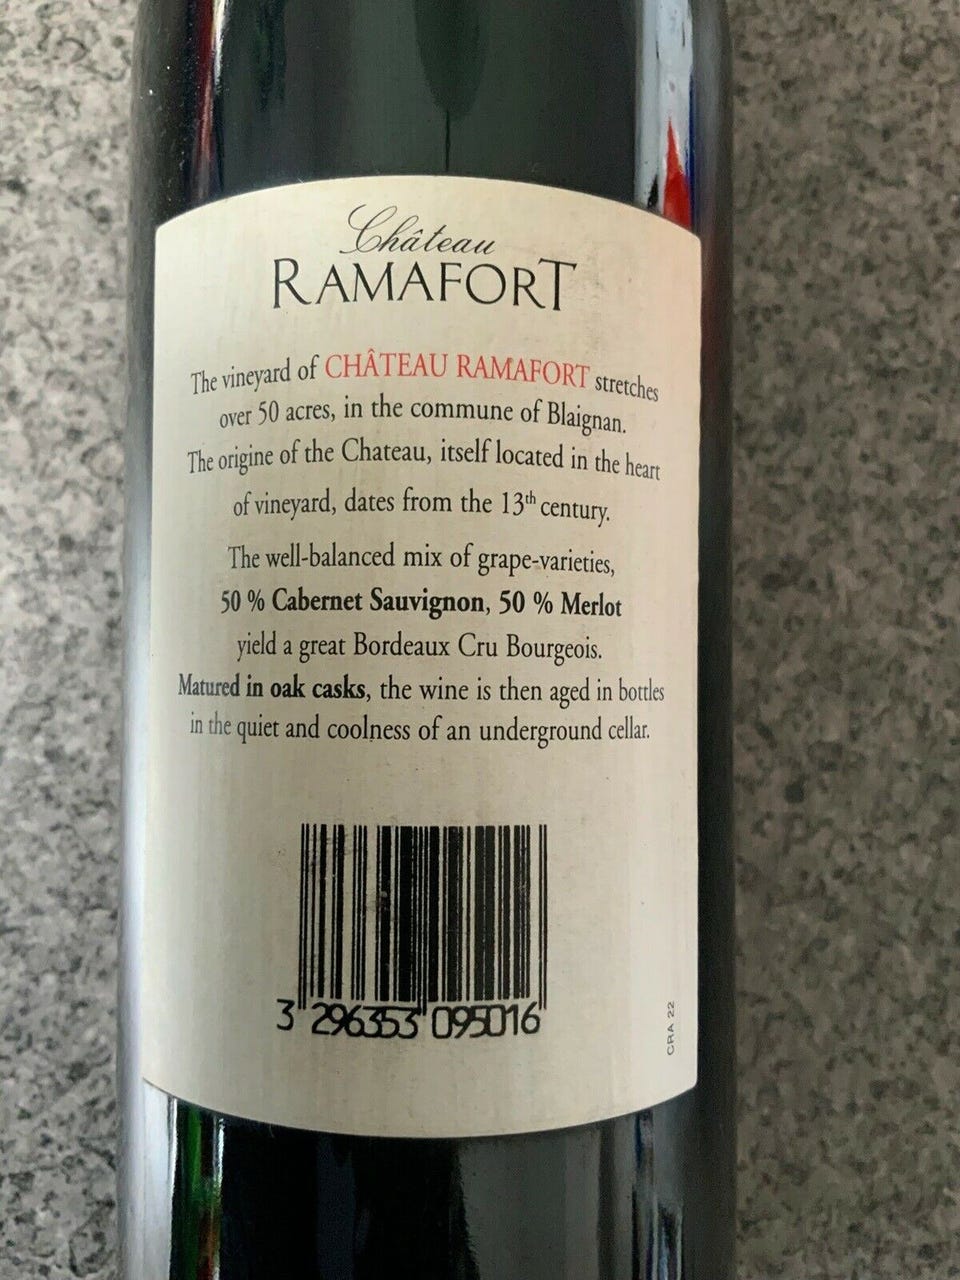 Château
RAMAFORT
The vineyard of CHÂTEAU RAMAFORT stretches
over 50 acres, in the commune of Blaignan.
The origine of the Chateau, itself located in the heart
of vineyard, dates from the 13th century.
The well-balanced mix of grape-varieties,
50 % Cabernet Sauvignon, 50 % Merlot
yield a great Bordeaux Cru Bourgeois.
Matured in oak casks, the wine is then aged in bottles
in the quiet and coolness of an underground cellar.
3 296353 095016
CRA 22